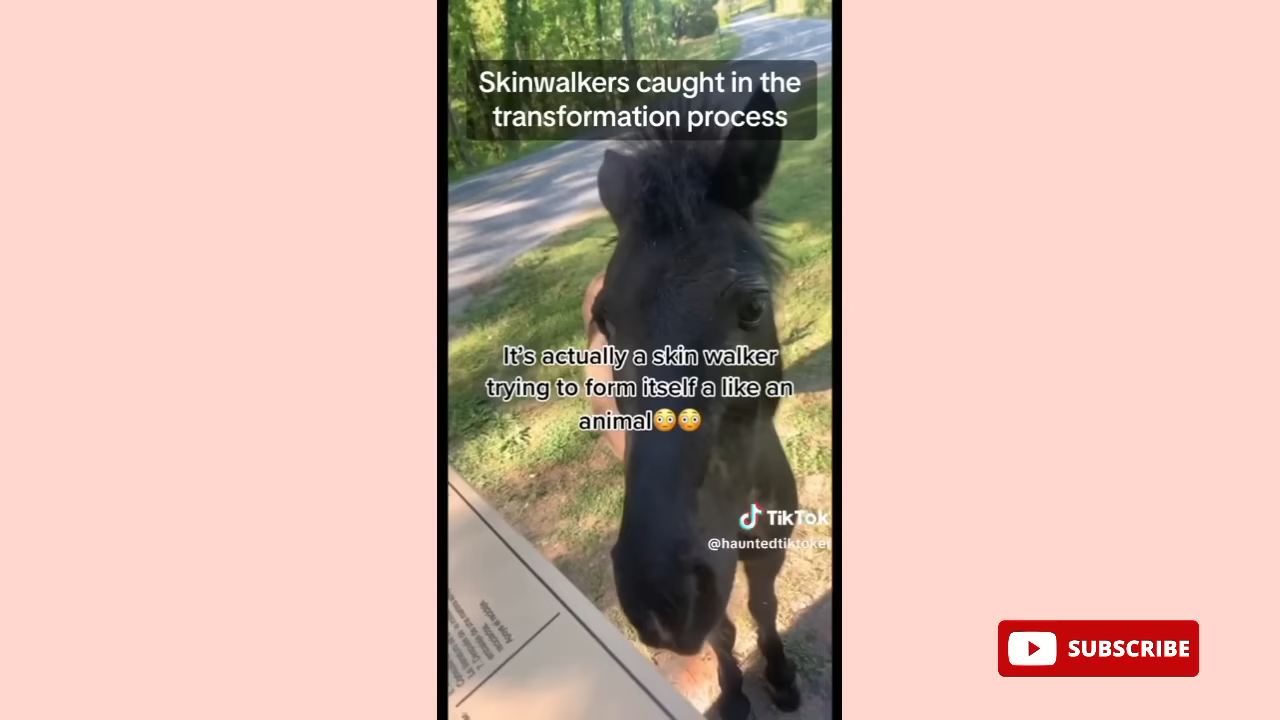 Skinwalkers caught in the
transformation process
It's actually a skin walker
trying to form itself a like an
animal😳😳
TikTok
@hauntedtiktoker
SUBSCRIBE